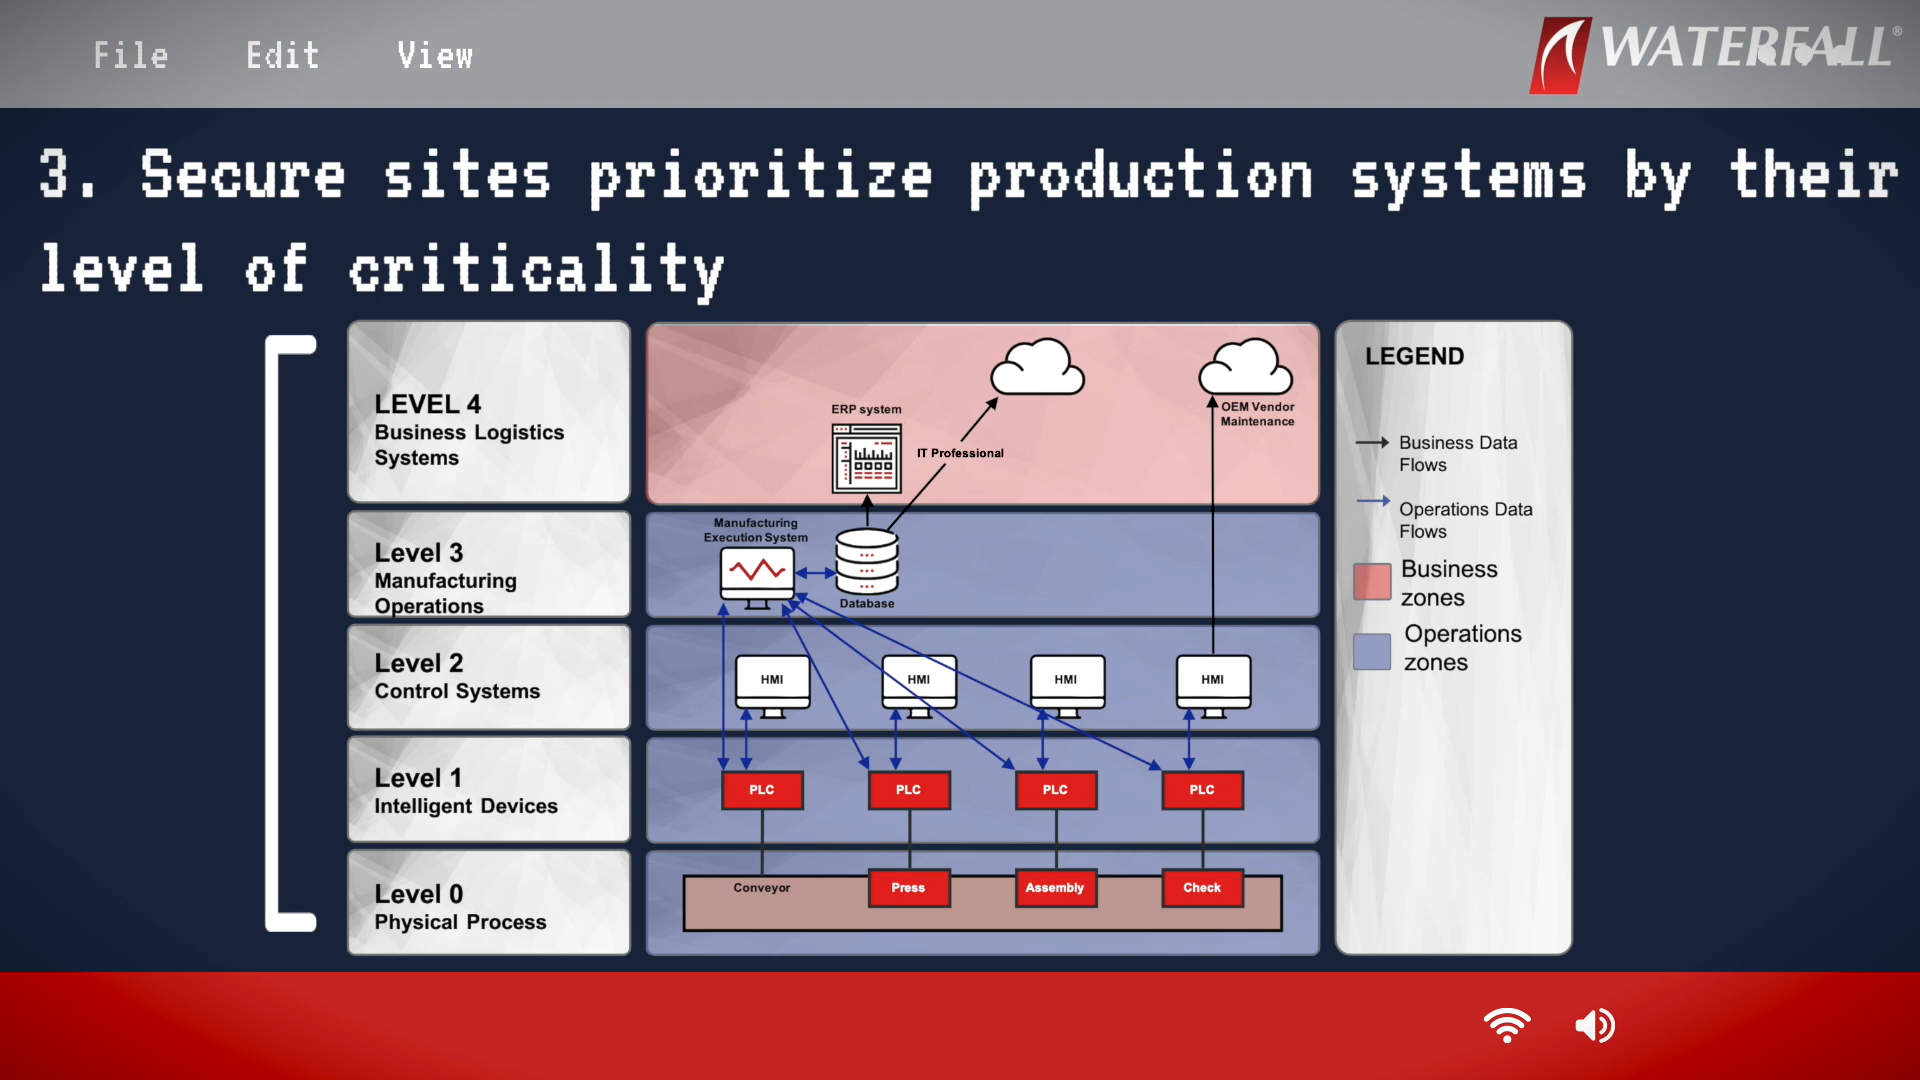 File Edit View
WATERFALL®
3. Secure sites prioritize production systems by their
level of criticality
LEVEL 4
Business Logistics
Systems
Level 3
Manufacturing
Operations
Level 2
Control Systems
Level 1
Intelligent Devices
Level 0
Physical Process
ERP system
IT Professional
OEM Vendor
Maintenance
Manufacturing
Execution System
Database
HMI HMI HMI HMI
PLC PLC PLC PLC
Conveyor Press Assembly Check
LEGEND
Business Data
Flows
Operations Data
Flows
Business
zones
Operations
zones